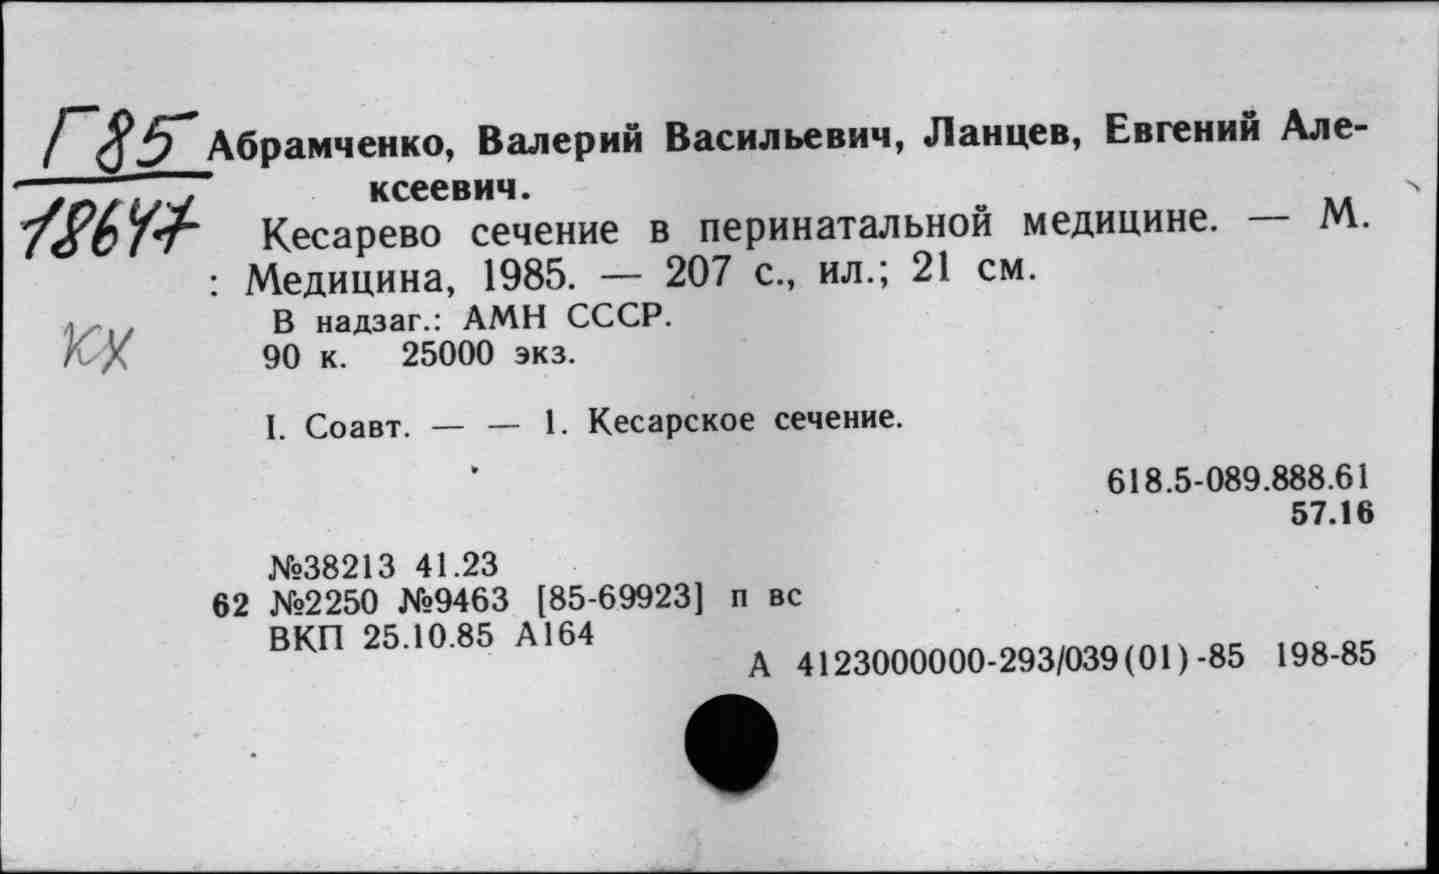 Г85
18647
кх
Абрамченко, Валерий Васильевич, Ланцев, Евгений Але-
ксеевич.
Кесарево сечение в перинатальной медицине. — М.
: Медицина, 1985. — 207 с., ил.; 21 см.
В надзаг.: АМН СССР.
90 к. 25000 экз.
I. Соавт. — — 1. Кесарское сечение.
618.5-089.888.61
57.16
№38213 41.23
62 №2250 №9463 [85-69923] п вс
ВКП 25.10.85 А164
А 4123000000-293/039(01)-85 198-85